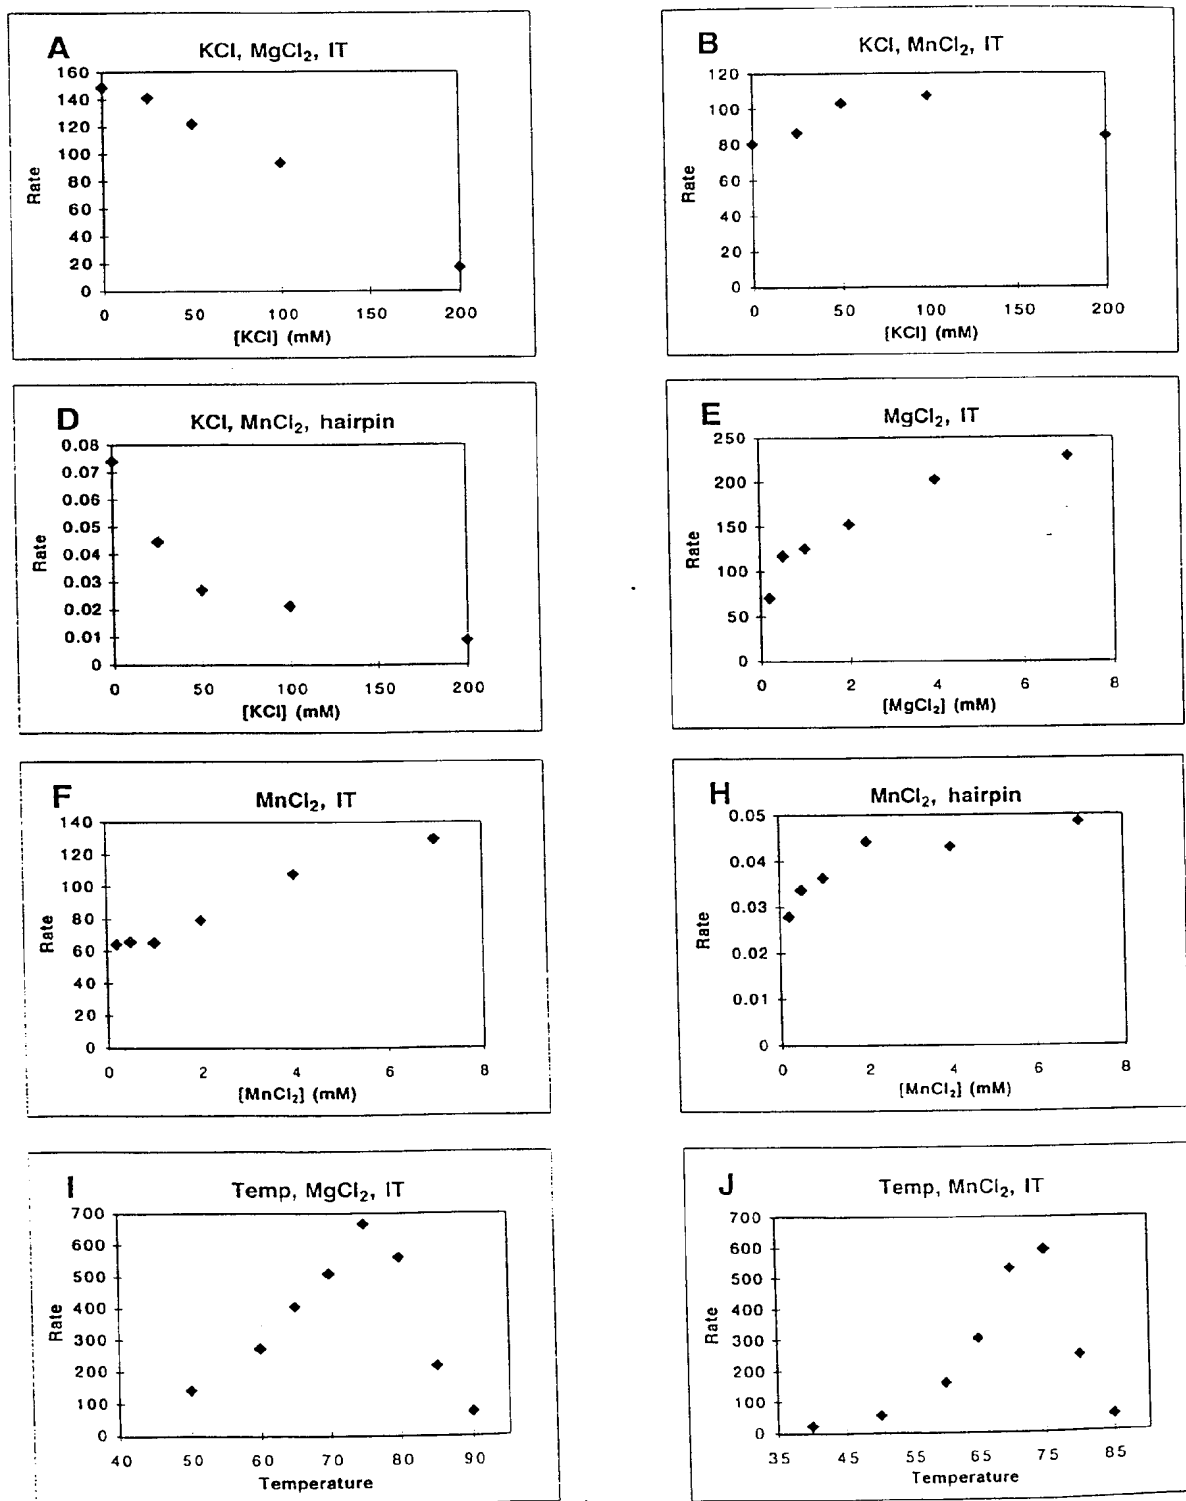 A
KCl, MgCl₂, IT
160
140
120
100
80
60
40
20
0
Rate
0 50 100 150 200
[KCl] (mM)
B
KCl, MnCl₂, IT
120
100
80
60
40
20
0
Rate
0 50 100 150 200
[KCl] (mM)
D
KCl, MnCl₂, hairpin
0.08
0.07
0.06
0.05
0.04
0.03
0.02
0.01
0
Rate
0 50 100 150 200
[KCl] (mM)
E
MgCl₂, IT
250
200
150
100
50
0
Rate
0 2 4 6 8
[MgCl₂] (mM)
F
MnCl₂, IT
140
120
100
80
60
40
20
0
Rate
0 2 4 6 8
[MnCl₂] (mM)
H
MnCl₂, hairpin
0.05
0.04
0.03
0.02
0.01
0
Rate
0 2 4 6 8
[MnCl₂] (mM)
I
Temp, MgCl₂, IT
700
600
500
400
300
200
100
0
Rate
40 50 60 70 80 90
Temperature
J
Temp, MnCl₂, IT
700
600
500
400
300
200
100
0
Rate
35 45 55 65 75 85
Temperature